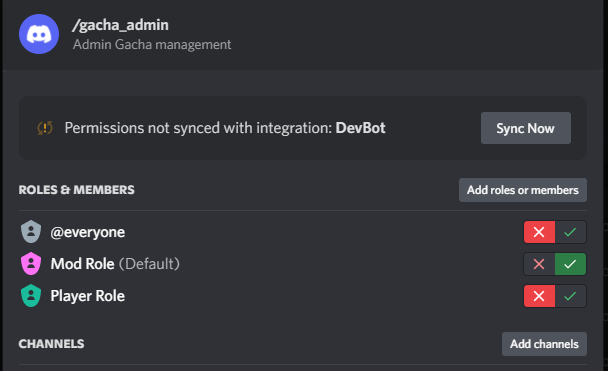 /gacha_admin
Admin Gacha management
Permissions not synced with integration: DevBot
Sync Now
ROLES & MEMBERS
Add roles or members
@everyone
Mod Role (Default)
Player Role
CHANNELS
Add channels